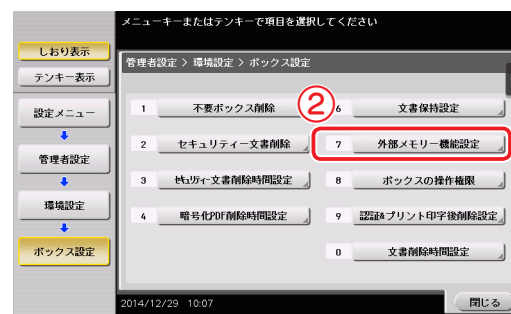 メニューキーまたはテンキーで項目を選択してください
しおり表示
テンキー表示
管理者設定 > 環境設定 > ボックス設定
設定メニュー
管理者設定
環境設定
ボックス設定
1 不要ボックス削除
2 セキュリティー文書削除
3 ｾｷｭﾘﾃｨｰ文書削除時間設定
4 暗号化PDF削除時間設定
②
6 文書保持設定
7 外部メモリー機能設定
8 ボックスの操作権限
9 認証&プリント印字後削除設定
0 文書削除時間設定
2014/12/29 10:07
閉じる